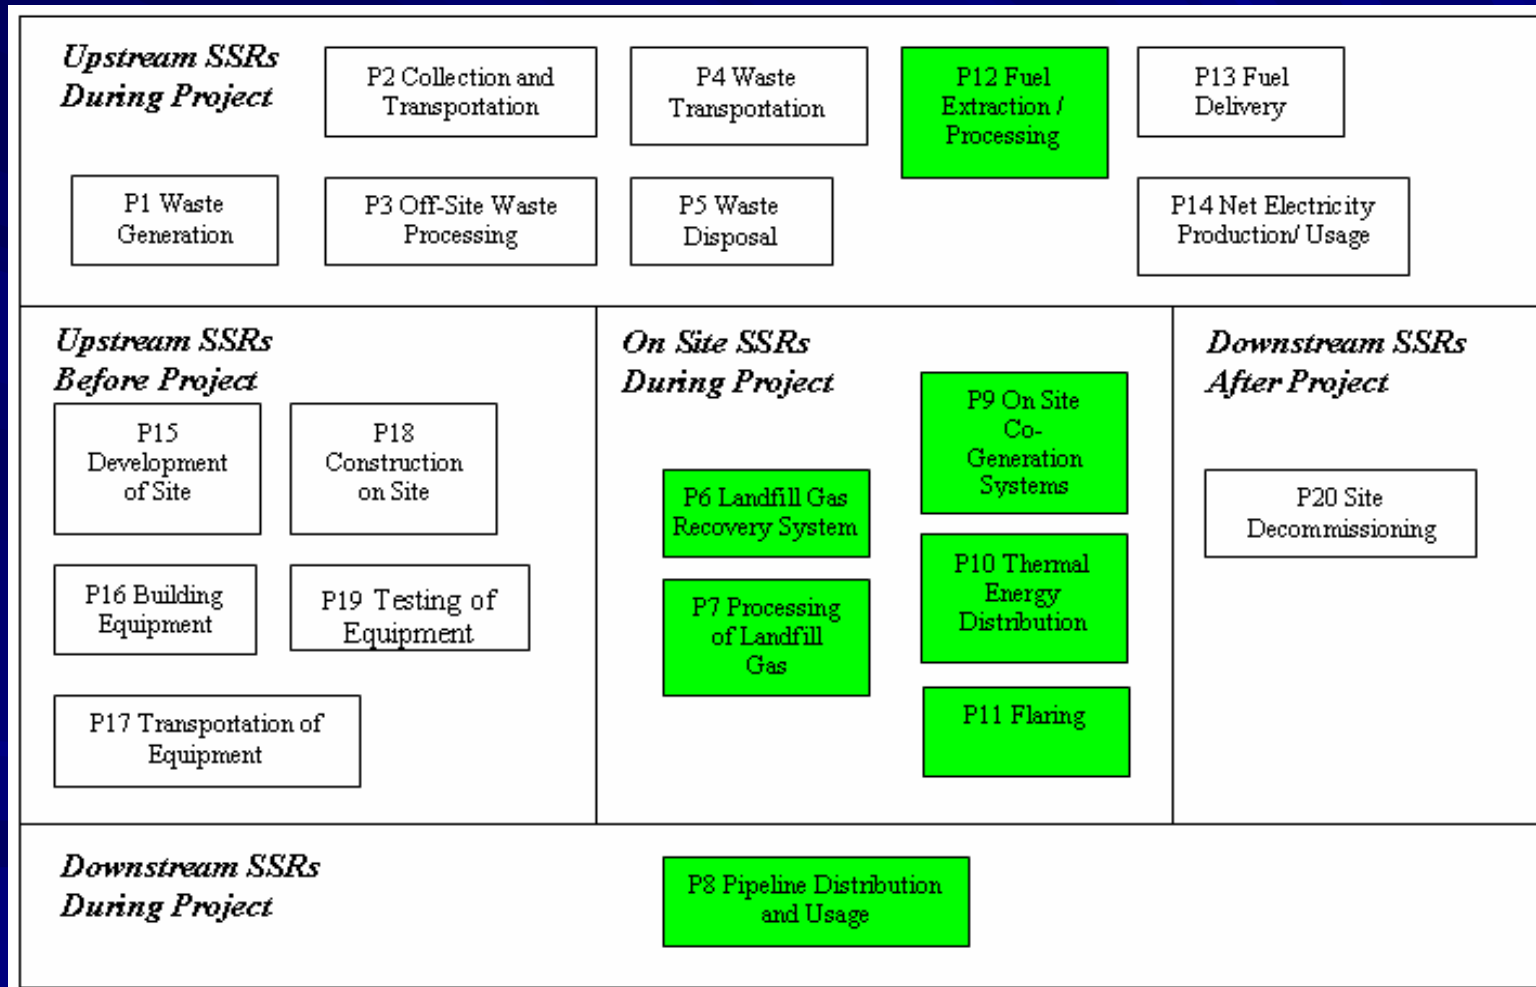 Upstream SSRs
During Project
P2 Collection and
Transportation
P4 Waste
Transportation
P12 Fuel
Extraction /
Processing
P13 Fuel
Delivery
P1 Waste
Generation
P3 Off-Site Waste
Processing
P5 Waste
Disposal
P14 Net Electricity
Production/ Usage
Upstream SSRs
Before Project
P15
Development
of Site
P18
Construction
on Site
P16 Building
Equipment
P19 Testing of
Equipment
P17 Transportation of
Equipment
On Site SSRs
During Project
P9 On Site
Co-
Generation
Systems
P6 Landfill Gas
Recovery System
P10 Thermal
Energy
Distribution
P7 Processing
of Landfill
Gas
P11 Flaring
Downstream SSRs
After Project
P20 Site
Decommissioning
Downstream SSRs
During Project
P8 Pipeline Distribution
and Usage